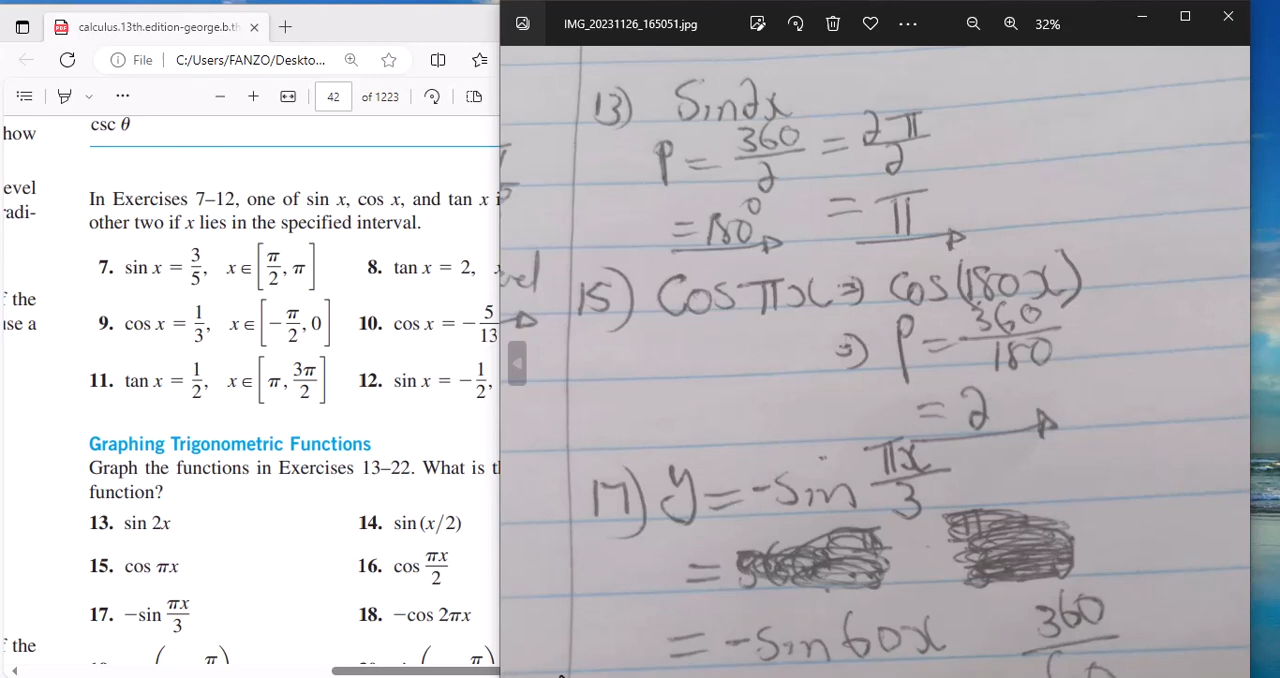 calculus.13th.edition-george.b.th
File
C:/Users/FANZO/Deskto...
42 of 1223
how
evel
radi-
f the
use a
f the
csc θ
In Exercises 7–12, one of sin x, cos x, and tan x i
other two if x lies in the specified interval.
7. sin x = 3/5, x ∈ [π/2, π]
8. tan x = 2,
9. cos x = 1/3, x ∈ [−π/2, 0]
10. cos x = −5/13
11. tan x = 1/2, x ∈ [π, 3π/2]
12. sin x = −1/2,
Graphing Trigonometric Functions
Graph the functions in Exercises 13–22. What is t
function?
13. sin 2x
14. sin (x/2)
15. cos πx
16. cos πx/2
17. −sin πx/3
18. −cos 2πx
IMG_20231126_165051.jpg
32%
13) Sin2x
P = 360/2 = 2π/2
= 180° = π
15) Cos πx ⇒ Cos(180x)
⇒ P = 360/180
= 2
17) y = -sin πx/3
= -sin 60x 360